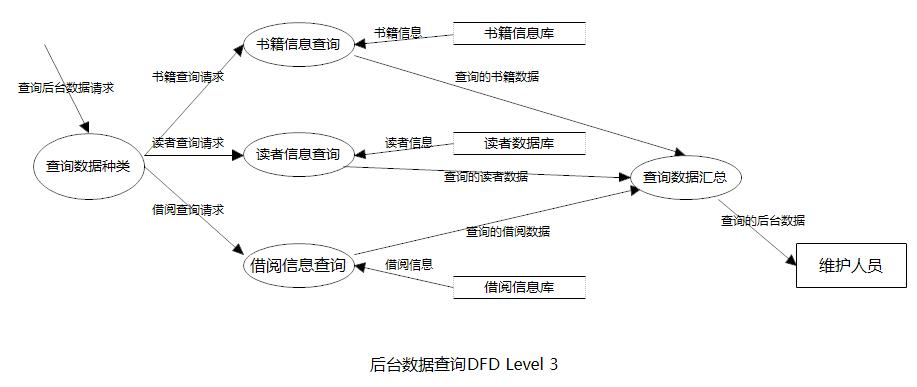 书籍信息查询
书籍信息
书籍信息库
查询后台数据请求
书籍查询请求
查询的书籍数据
查询数据种类
读者查询请求
读者信息查询
读者信息
读者数据库
查询的读者数据
查询数据汇总
借阅查询请求
查询的借阅数据
查询的后台数据
借阅信息查询
借阅信息
借阅信息库
维护人员
后台数据查询DFD Level 3